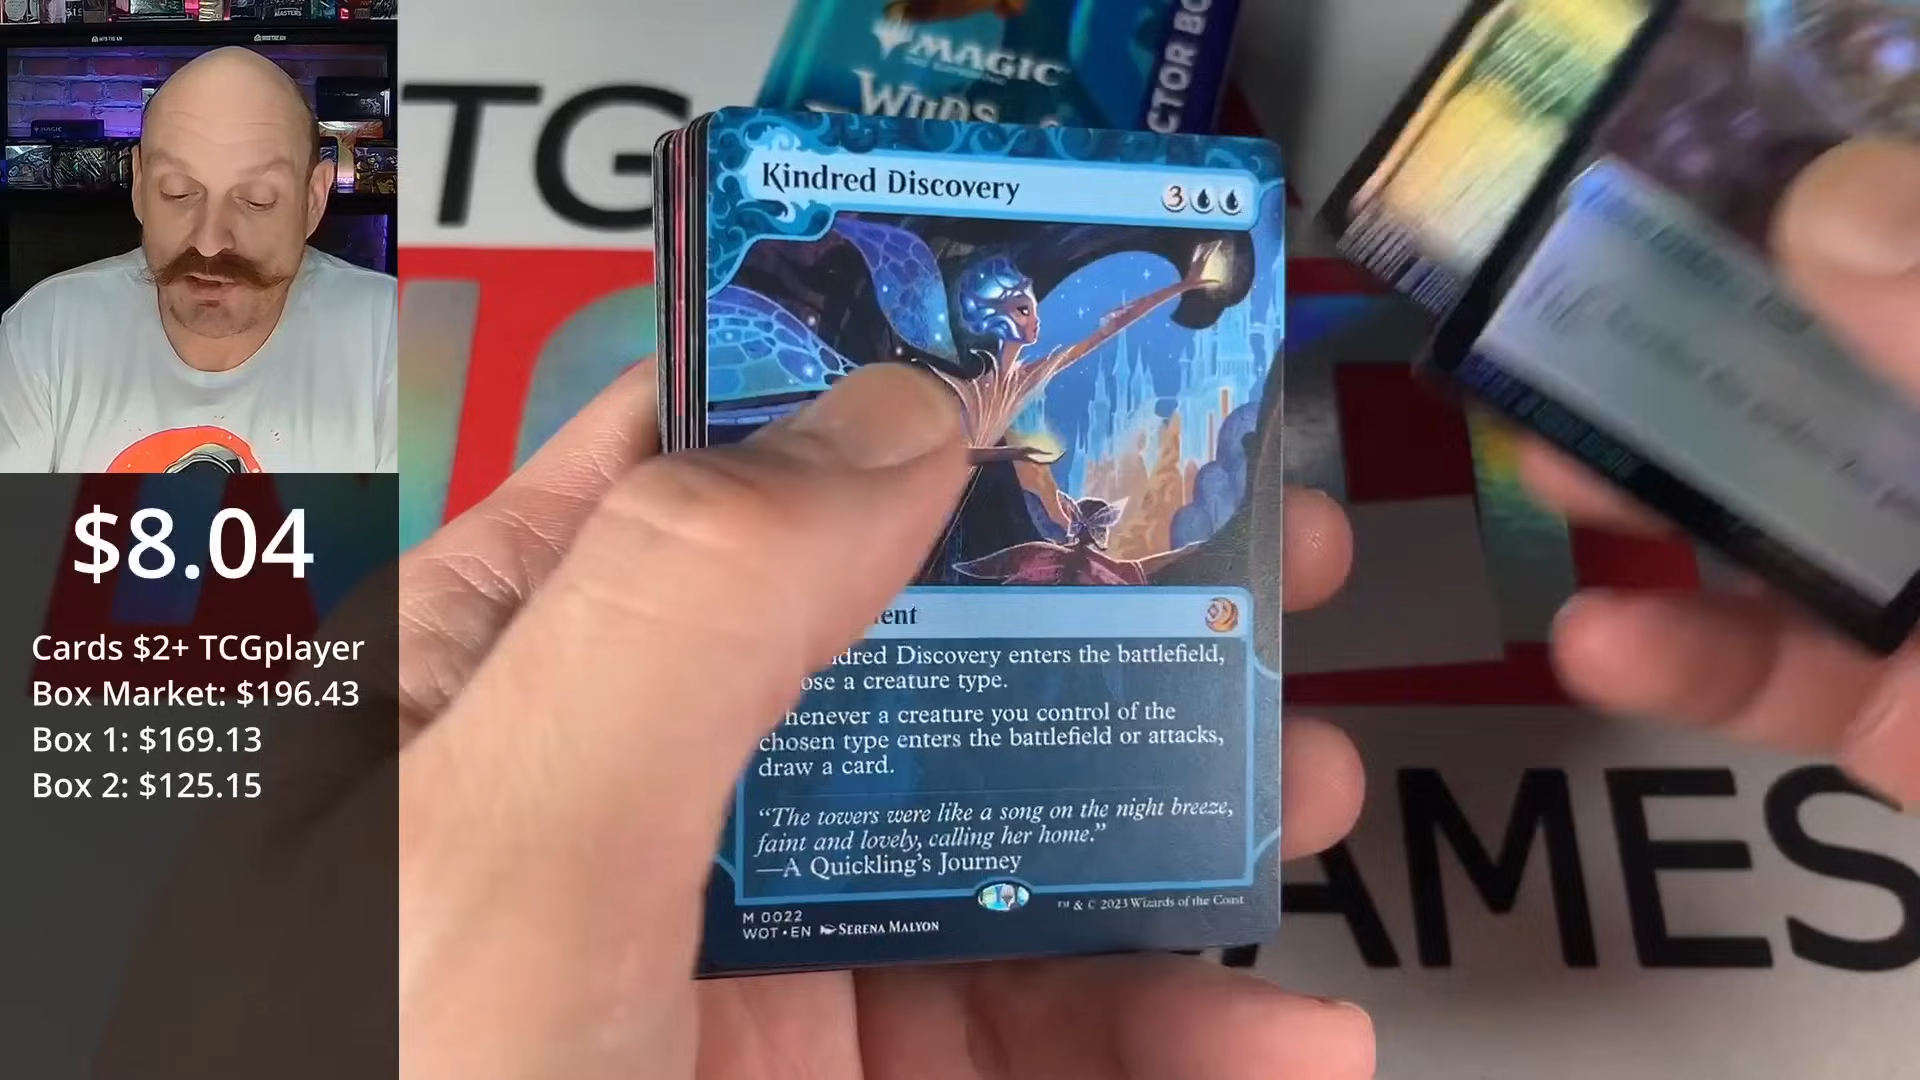 MAGIC
WILDS
CTOR BO
TG
Kindred Discovery
3
ent
dred Discovery enters the battlefield,
ose a creature type.
henever a creature you control of the
chosen type enters the battlefield or attacks,
draw a card.
“The towers were like a song on the night breeze,
faint and lovely, calling her home.”
—A Quickling’s Journey
M 0022
WOT • EN SERENA MALYON
™ & © 2023 Wizards of the Coast
AMES
$8.04
Cards $2+ TCGplayer
Box Market: $196.43
Box 1: $169.13
Box 2: $125.15